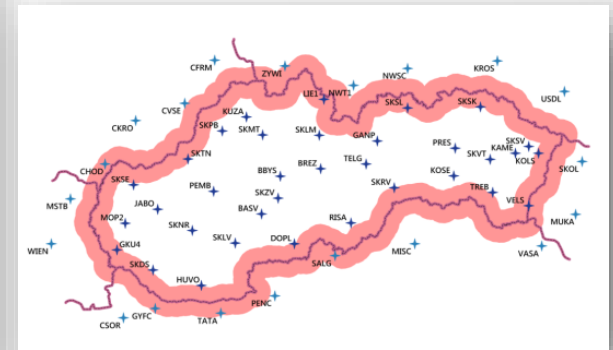 CFRM
ZYWI
NWSC
KROS
LIE1
NWT1
USDL
CVSE
KUZA
SKSL
SKSK
CKRO
SKPB
SKMT
SKLM
GANP
PRES
SKSV
KAME
SKVT
KOLS
SKTN
CHOD
BREZ
TELG
SKOL
BBYS
KOSE
SKSE
PEMB
SKRV
TREB
SKZV
MSTB
JABO
VELS
BASV
MOP2
RISA
MUKA
SKNR
SKLV
DOPL
WIEN
GKU4
MISC
VASA
SKDS
SALG
HUVO
PENC
GYFC
CSOR
TATA